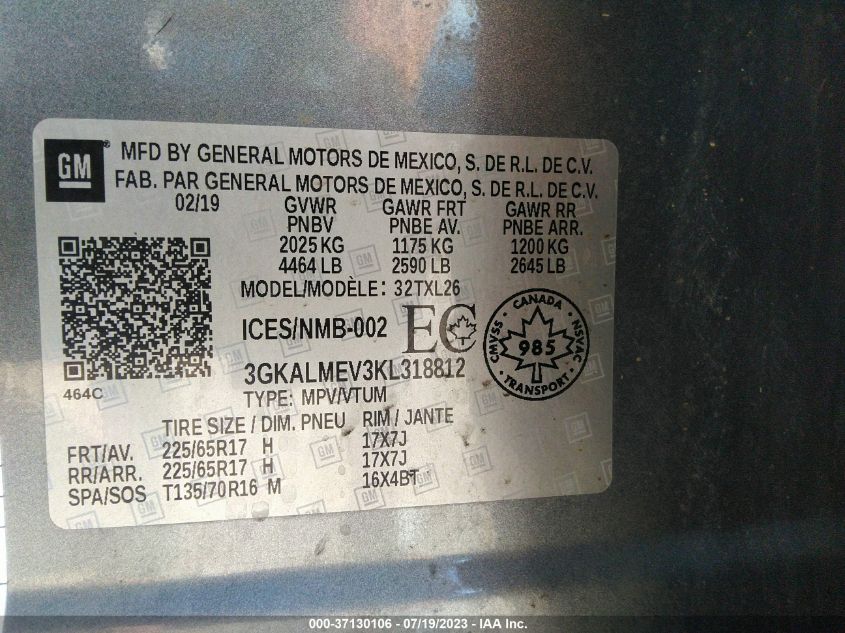 GM
MFD BY GENERAL MOTORS DE MEXICO, S. DE R.L. DE C.V.
FAB. PAR GENERAL MOTORS DE MEXICO, S. DE R.L. DE C.V.
02/19 GVWR GAWR FRT GAWR RR
PNBV PNBE AV. PNBE ARR.
2025 KG 1175 KG 1200 KG
4464 LB 2590 LB 2645 LB
MODEL/MODÈLE: 32TXL26
ICES/NMB-002 EC
CANADA
CMVSS 985 NSVAC
TRANSPORT
3GKALMEV3KL318812
464C TYPE: MPV/VTUM
TIRE SIZE / DIM. PNEU RIM / JANTE
FRT/AV. 225/65R17 H 17X7J
RR/ARR. 225/65R17 H 17X7J
SPA/SOS T135/70R16 M 16X4BT
000-37130106 - 07/19/2023 - IAA Inc.